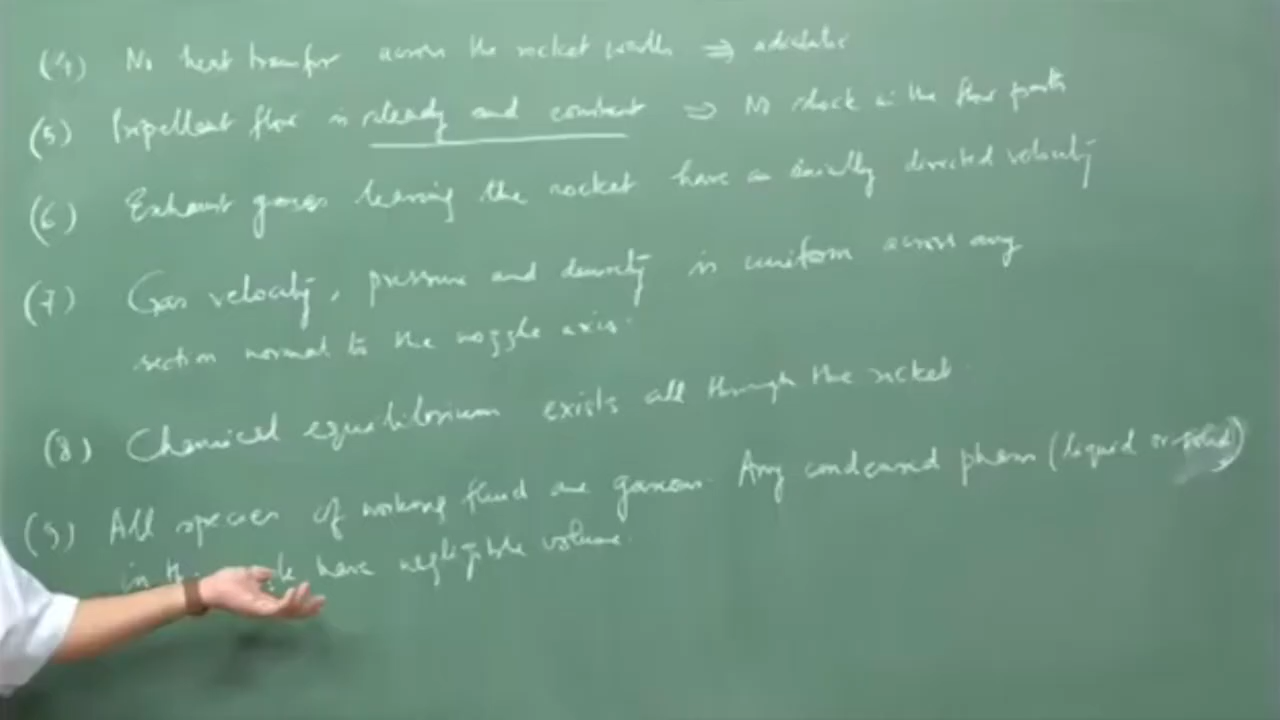 (4) No heat transfer across the rocket walls ⇒ adiabatic
(5) Propellent flow is steady and constant ⇒ No shock in the flow path
(6) Exhaust gases leaving the rocket have an axially directed velocity
(7) Gas velocity, pressure and density is uniform across any
section normal to the nozzle axis.
(8) Chemical equilibrium exists all through the rocket.
(9) All species of working fluid are gaseous. Any condensed phases (liquid or solid)
in the have negligible volume.